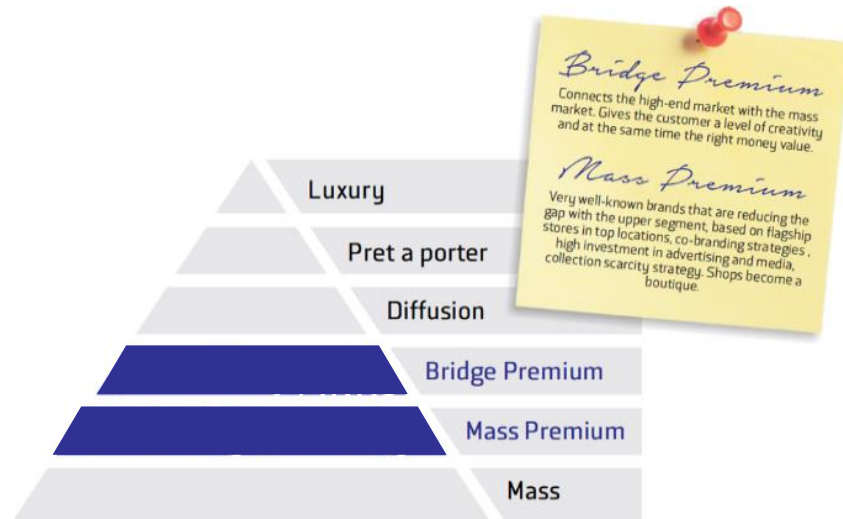 Bridge Premium
Connects the high-end market with the mass
market. Gives the customer a level of creativity
and at the same time the right money value.
Mass Premium
Very well-known brands that are reducing the
gap with the upper segment, based on flagship
stores in top locations, co-branding strategies ,
high investment in advertising and media,
collection scarcity strategy. Shops become a
boutique.
Luxury
Pret a porter
Diffusion
Bridge Premium
Mass Premium
Mass